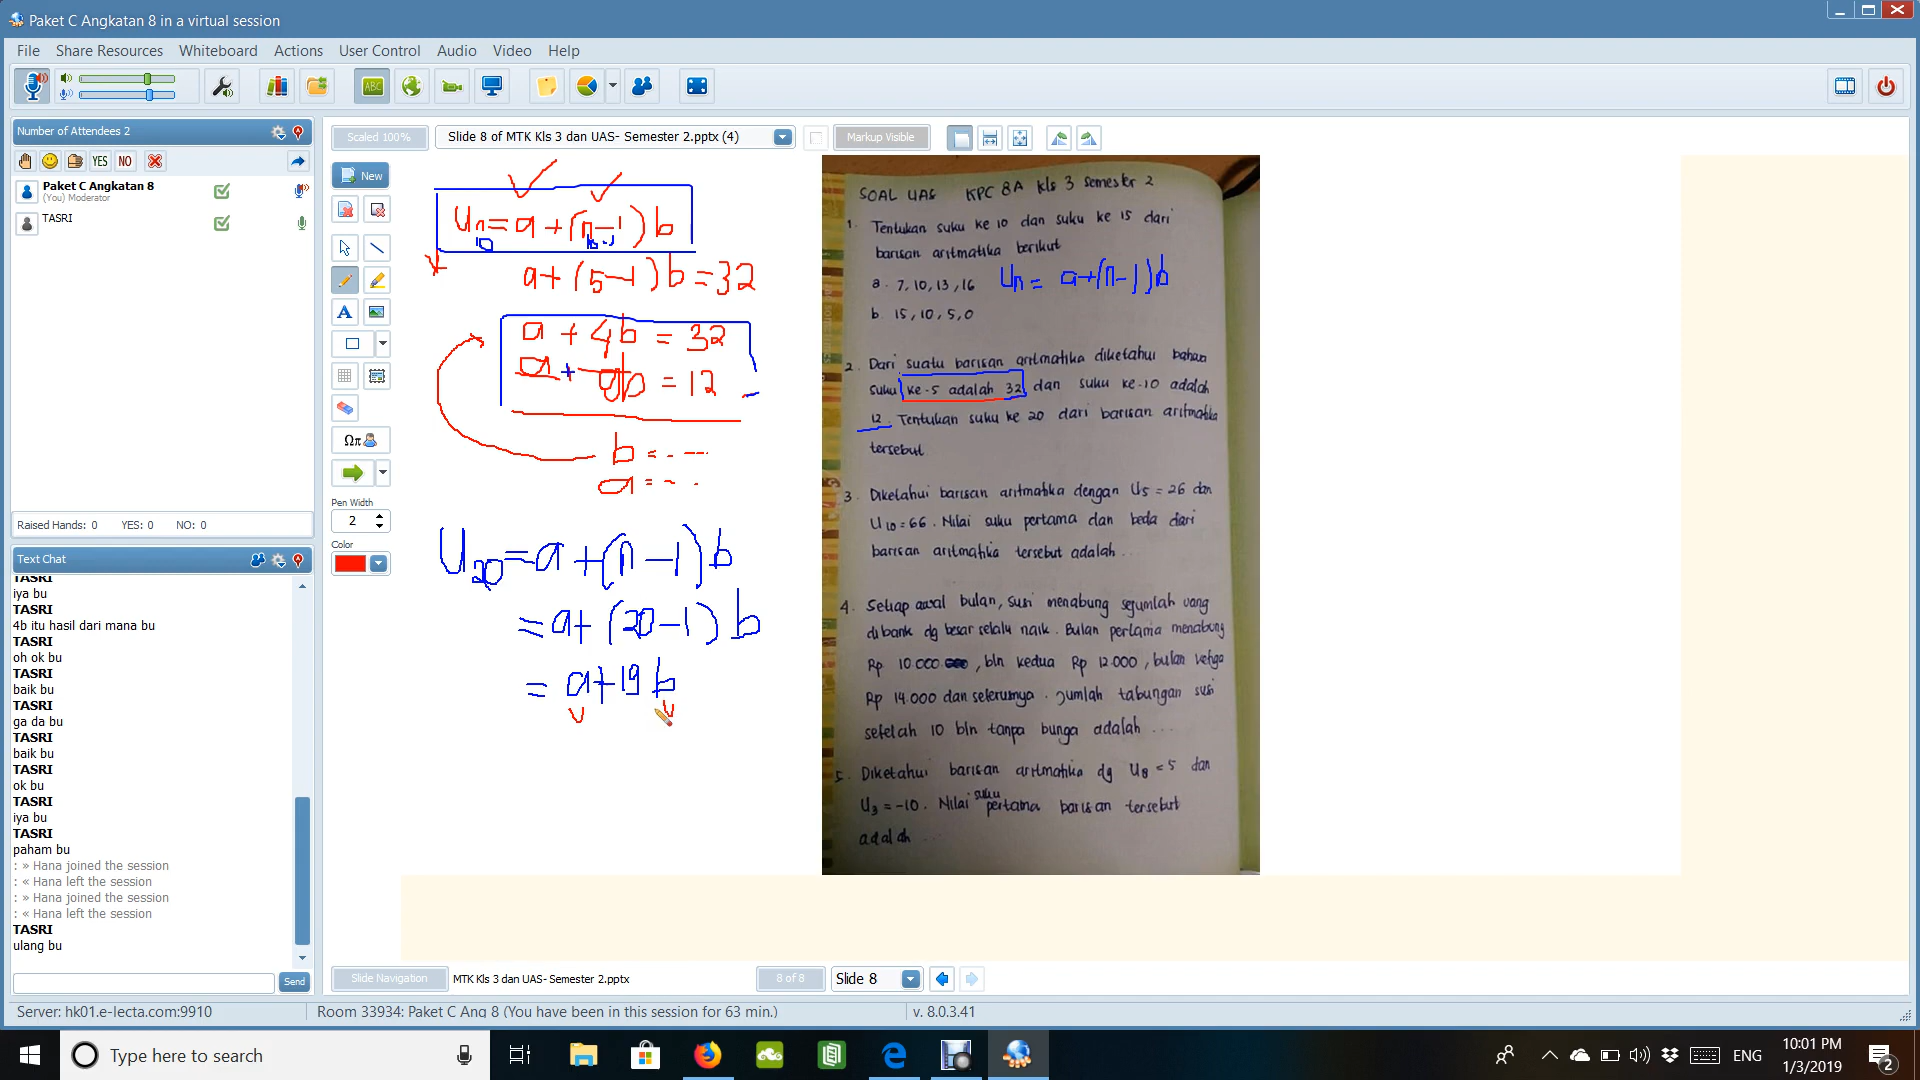 Paket C Angkatan 8 in a virtual session
File Share Resources Whiteboard Actions User Control Audio Video Help
ABC
Number of Attendees 2
YES NO
Paket C Angkatan 8
(You) Moderator
TASRI
Raised Hands: 0 YES: 0 NO: 0
Text Chat
TASRI
iya bu
TASRI
4b itu hasil dari mana bu
TASRI
oh ok bu
TASRI
baik bu
TASRI
ga da bu
TASRI
baik bu
TASRI
ok bu
TASRI
iya bu
TASRI
paham bu
: » Hana joined the session
: « Hana left the session
: » Hana joined the session
: « Hana left the session
TASRI
ulang bu
Send
Scaled 100% Slide 8 of MTK Kls 3 dan UAS- Semester 2.pptx (4) Markup Visible
New
A
Ωπ
Pen Width
2
Color
Un = a + (n-1) b
10
a + (5-1) b = 32
a + 4b = 32
a + 9b = 12
b = - ---
a = - - -
U20 = a + (n-1) b
= a + (20-1) b
= a + 19 b
SOAL UAS KPC 8A Kls 3 Semester 2
1. Tentukan suku ke 10 dan suku ke 15 dari
barisan aritmatika berikut
a. 7, 10, 13, 16 Un = a+(n-1) b
b. 15, 10, 5, 0
2. Dari suatu barisan aritmatika diketahui bahwa
suku ke-5 adalah 32 dan suku ke-10 adalah
12. Tentukan suku ke 20 dari barisan aritmatika
tersebut
3. Diketahui barisan aritmatika dengan U5 = 26 dan
U10 = 66. Nilai suku pertama dan beda dari
barisan aritmatika tersebut adalah ...
4. Setiap awal bulan, susi menabung sejumlah uang
di bank dg besar selalu naik. Bulan pertama menabung
Rp 10.000, bln kedua Rp 12.000, bulan ketiga
Rp 14.000 dan seterusnya. Jumlah tabungan susi
setelah 10 bln tanpa bunga adalah ...
5. Diketahui barisan aritmatika dg U8 = 5 dan
U3 = -10. Nilai suku pertama barisan tersebut
adalah ...
Slide Navigation MTK Kls 3 dan UAS- Semester 2.pptx 8 of 8 Slide 8
Server: hk01.e-lecta.com:9910 Room 33934: Paket C Ang 8 (You have been in this session for 63 min.) v. 8.0.3.41
Type here to search
ENG
10:01 PM
1/3/2019
2